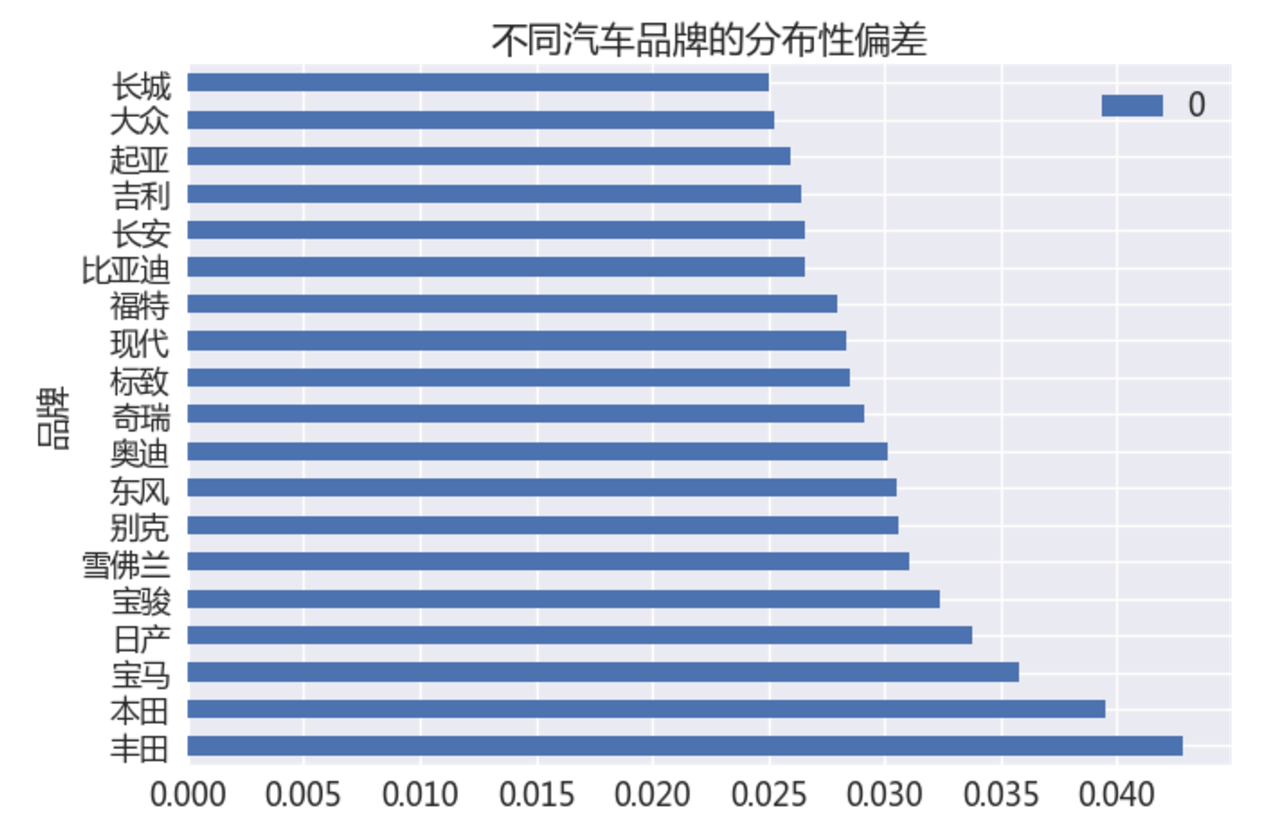 不同汽车品牌的分布性偏差
0
品牌
长城
大众
起亚
吉利
长安
比亚迪
福特
现代
标致
奇瑞
奥迪
东风
别克
雪佛兰
宝骏
日产
宝马
本田
丰田
0.000 0.005 0.010 0.015 0.020 0.025 0.030 0.035 0.040